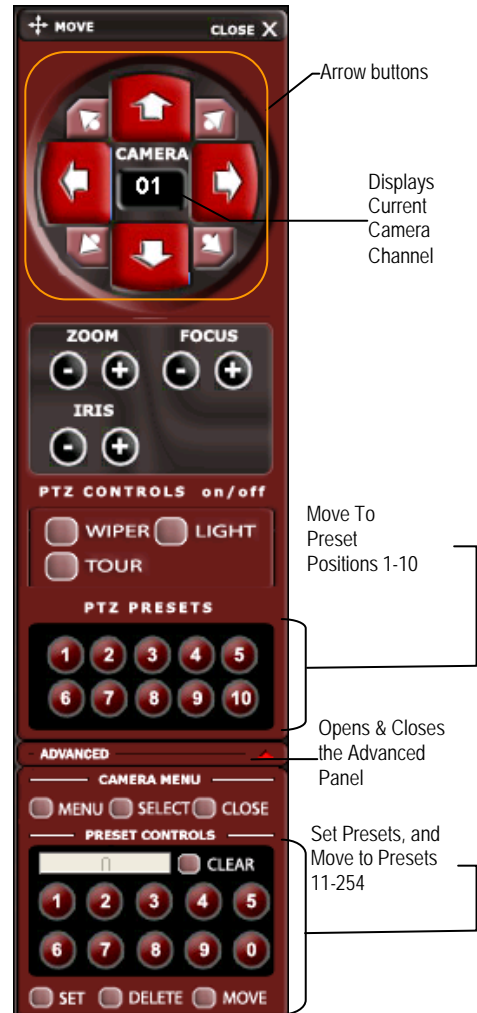 MOVE CLOSE X
Arrow buttons
CAMERA
01
Displays
Current
Camera
Channel
ZOOM FOCUS
- + - +
IRIS
- +
PTZ CONTROLS on/off
WIPER LIGHT
TOUR
Move To
Preset
Positions 1-10
PTZ PRESETS
1 2 3 4 5
6 7 8 9 10
Opens & Closes
the Advanced
Panel
ADVANCED
CAMERA MENU
MENU SELECT CLOSE
Set Presets, and
Move to Presets
11-254
PRESET CONTROLS
CLEAR
1 2 3 4 5
6 7 8 9 0
SET DELETE MOVE